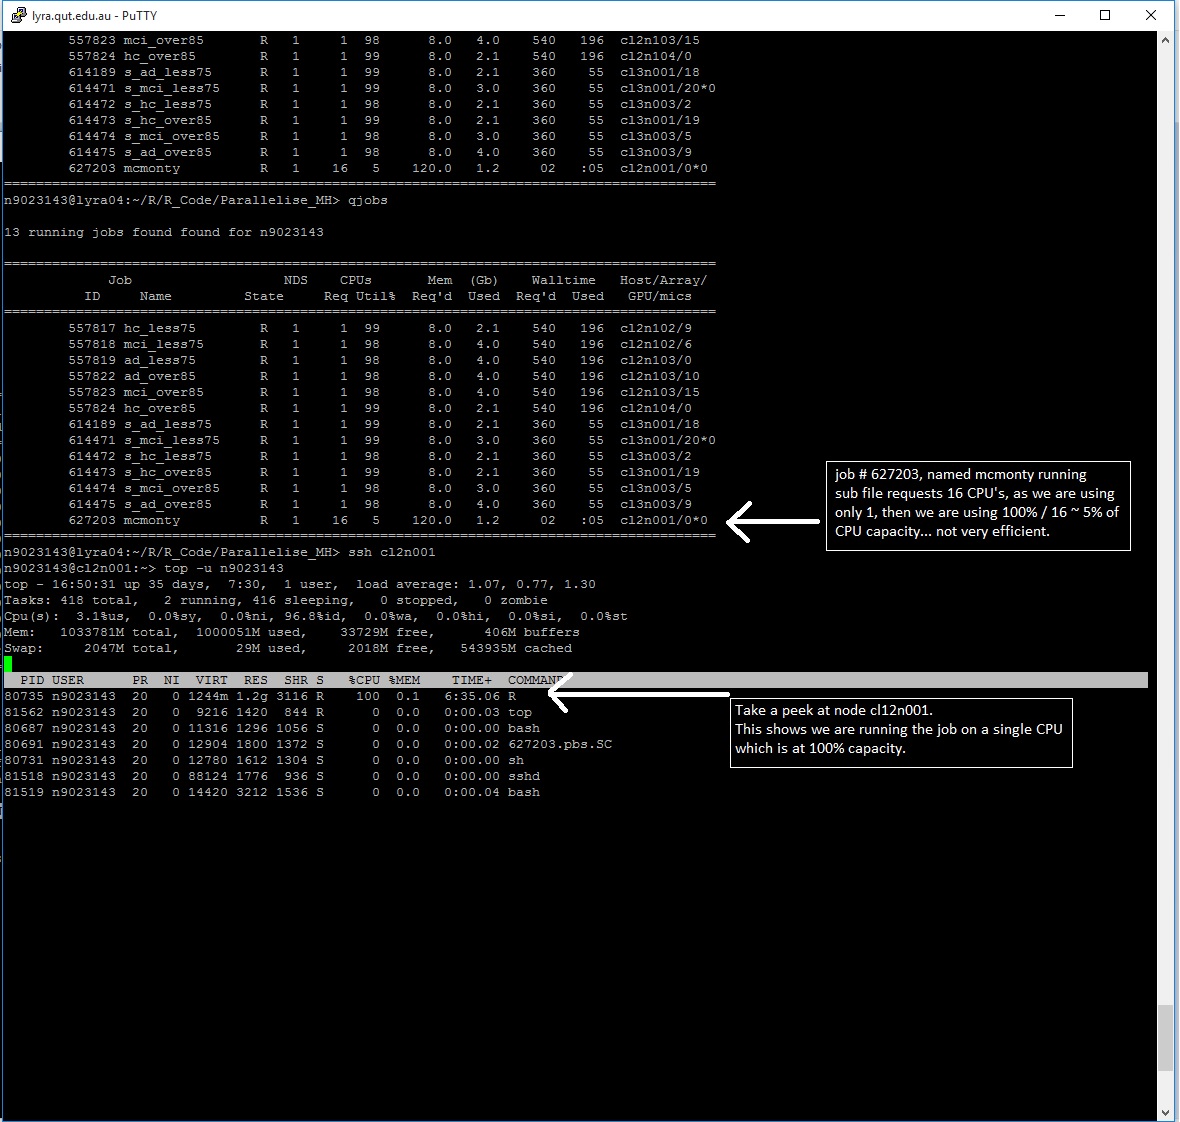 lyra.qut.edu.au - PuTTY
557823 mci_over85 R 1 1 98 8.0 4.0 540 196 cl2n103/15
557824 hc_over85 R 1 1 99 8.0 2.1 540 196 cl2n104/0
614189 s_ad_less75 R 1 1 99 8.0 2.1 360 55 cl3n001/18
614471 s_mci_less75 R 1 1 99 8.0 3.0 360 55 cl3n001/20*0
614472 s_hc_less75 R 1 1 98 8.0 2.1 360 55 cl3n003/2
614473 s_hc_over85 R 1 1 99 8.0 2.1 360 55 cl3n001/19
614474 s_mci_over85 R 1 1 98 8.0 3.0 360 55 cl3n003/5
614475 s_ad_over85 R 1 1 98 8.0 4.0 360 55 cl3n003/9
627203 mcmonty R 1 16 5 120.0 1.2 02 :05 cl2n001/0*0
=========================================================================================
n9023143@lyra04:~/R/R_Code/Parallelise_MH> qjobs
13 running jobs found found for n9023143
=========================================================================================
Job NDS CPUs Mem (Gb) Walltime Host/Array/
ID Name State Req Util% Req'd Used Req'd Used GPU/mics
=========================================================================================
557817 hc_less75 R 1 1 99 8.0 2.1 540 196 cl2n102/9
557818 mci_less75 R 1 1 98 8.0 4.0 540 196 cl2n102/6
557819 ad_less75 R 1 1 98 8.0 4.0 540 196 cl2n103/0
557822 ad_over85 R 1 1 98 8.0 4.0 540 196 cl2n103/10
557823 mci_over85 R 1 1 98 8.0 4.0 540 196 cl2n103/15
557824 hc_over85 R 1 1 99 8.0 2.1 540 196 cl2n104/0
614189 s_ad_less75 R 1 1 99 8.0 2.1 360 55 cl3n001/18
614471 s_mci_less75 R 1 1 99 8.0 3.0 360 55 cl3n001/20*0
614472 s_hc_less75 R 1 1 98 8.0 2.1 360 55 cl3n003/2
614473 s_hc_over85 R 1 1 99 8.0 2.1 360 55 cl3n001/19
614474 s_mci_over85 R 1 1 98 8.0 3.0 360 55 cl3n003/5
614475 s_ad_over85 R 1 1 98 8.0 4.0 360 55 cl3n003/9
627203 mcmonty R 1 16 5 120.0 1.2 02 :05 cl2n001/0*0
=========================================================================================
job # 627203, named mcmonty running
sub file requests 16 CPU's, as we are using
only 1, then we are using 100% / 16 ~ 5% of
CPU capacity... not very efficient.
n9023143@lyra04:~/R/R_Code/Parallelise_MH> ssh cl2n001
n9023143@cl2n001:~> top -u n9023143
top - 16:50:31 up 35 days, 7:30, 1 user, load average: 1.07, 0.77, 1.30
Tasks: 418 total, 2 running, 416 sleeping, 0 stopped, 0 zombie
Cpu(s): 3.1%us, 0.0%sy, 0.0%ni, 96.8%id, 0.0%wa, 0.0%hi, 0.0%si, 0.0%st
Mem: 1033781M total, 1000051M used, 33729M free, 406M buffers
Swap: 2047M total, 29M used, 2018M free, 543935M cached
PID USER PR NI VIRT RES SHR S %CPU %MEM TIME+ COMMAND
80735 n9023143 20 0 1244m 1.2g 3116 R 100 0.1 6:35.06 R
81562 n9023143 20 0 9216 1420 844 R 0 0.0 0:00.03 top
80687 n9023143 20 0 11316 1296 1056 S 0 0.0 0:00.00 bash
80691 n9023143 20 0 12904 1800 1372 S 0 0.0 0:00.02 627203.pbs.SC
80731 n9023143 20 0 12780 1612 1304 S 0 0.0 0:00.00 sh
81518 n9023143 20 0 88124 1776 936 S 0 0.0 0:00.00 sshd
81519 n9023143 20 0 14420 3212 1536 S 0 0.0 0:00.04 bash
Take a peek at node cl12n001.
This shows we are running the job on a single CPU
which is at 100% capacity.